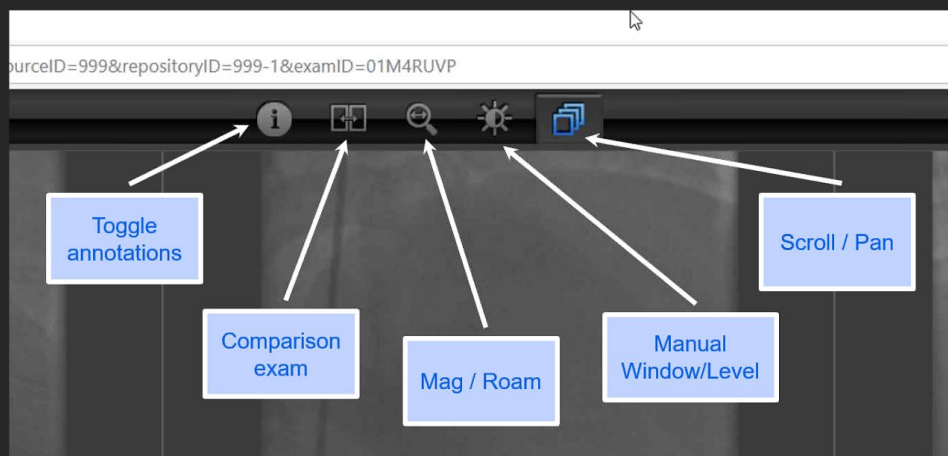 ourceID=999&repositoryID=999-1&examID=01M4RUVP
i
Toggle
annotations
Comparison
exam
Mag / Roam
Manual
Window/Level
Scroll / Pan